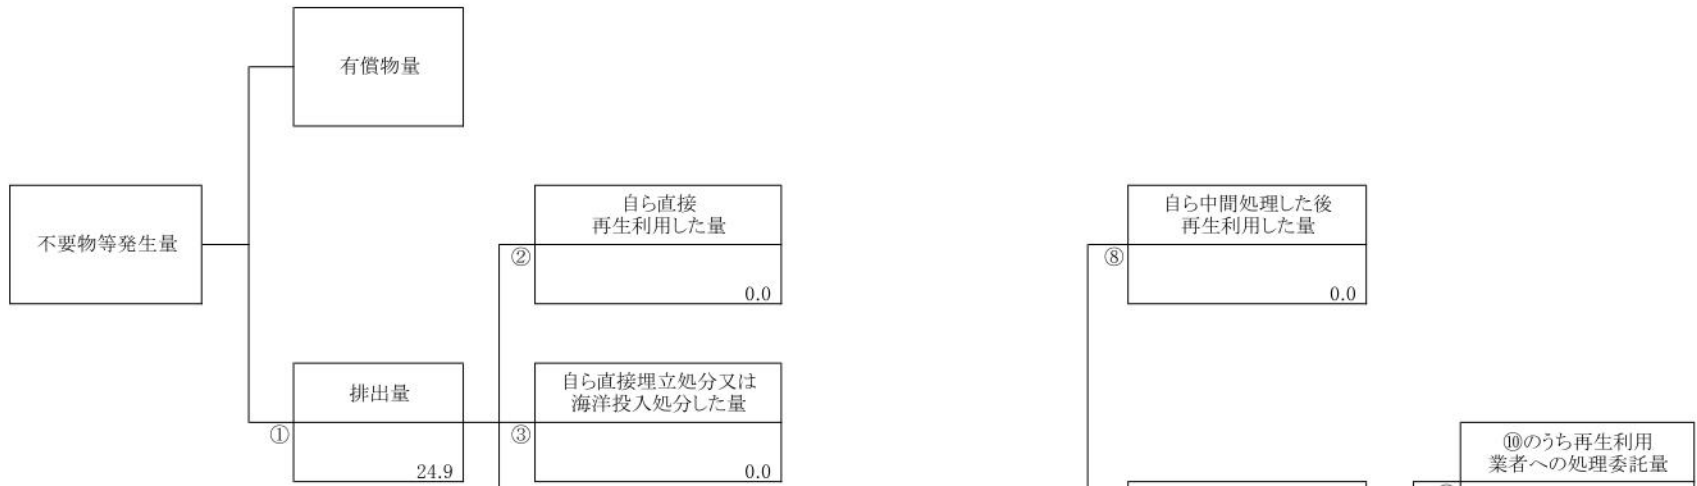 有償物量
不要物等発生量
自ら直接
再生利用した量
②
0.0
自ら中間処理した後
再生利用した量
⑧
0.0
排出量
①
24.9
自ら直接埋立処分又は
海洋投入処分した量
③
0.0
⑩のうち再生利用
業者への処理委託量